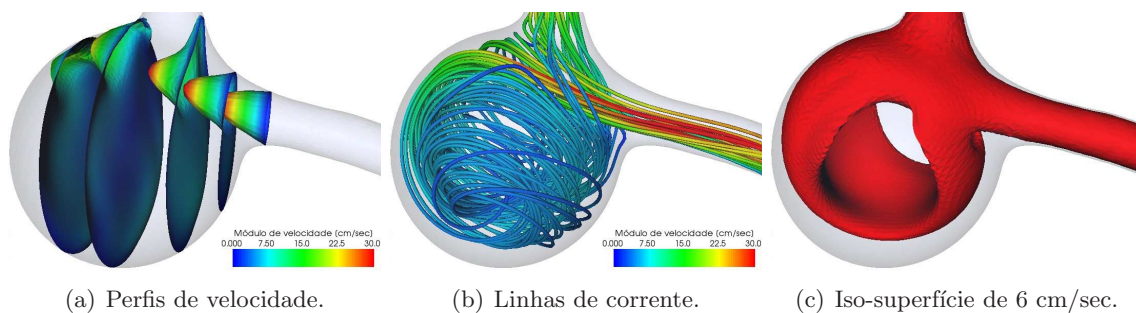 Módulo de velocidade (cm/sec)
0.000 7.50 15.0 22.5 30.0
Módulo de velocidade (cm/sec)
0.000 7.50 15.0 22.5 30.0
(a) Perfis de velocidade.
(b) Linhas de corrente.
(c) Iso-superfície de 6 cm/sec.